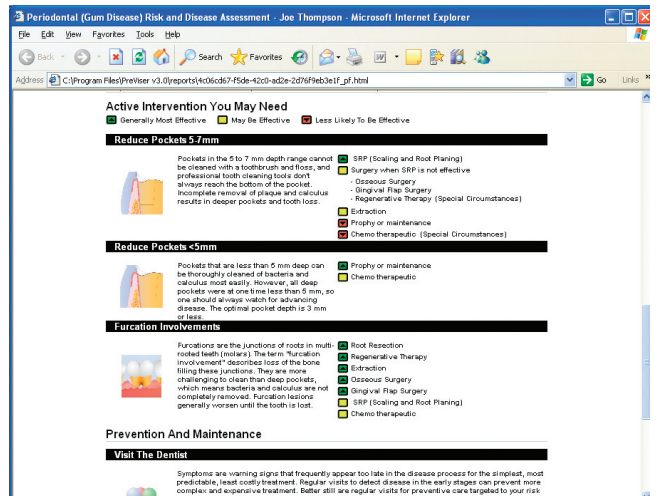 Periodontal (Gum Disease) Risk and Disease Assessment - Joe Thompson - Microsoft Internet Explorer
File Edit View Favorites Tools Help
Back Search Favorites
Address C:\Program Files\PreViser v3.0\reports\4c06cd67-f5de-42c0-ad2e-2d76f9eb3e1f_pf.html Go Links
Active Intervention You May Need
Generally Most Effective May Be Effective Less Likely To Be Effective
Reduce Pockets 5-7mm
Pockets in the 5 to 7 mm depth range cannot
be cleaned with a toothbrush and floss, and
professional tooth cleaning tools don't
always reach the bottom of the pocket.
Incomplete removal of plaque and calculus
results in deeper pockets and tooth loss.
SRP (Scaling and Root Planing)
Surgery when SRP is not effective
- Osseous Surgery
- Gingival Flap Surgery
- Regenerative Therapy (Special Circumstances)
Extraction
Prophy or maintenance
Chemo therapeutic (Special Circumstances)
Reduce Pockets <5mm
Pockets that are less than 5 mm deep can
be thoroughly cleaned of bacteria and
calculus most easily. However, all deep
pockets were at one time less than 5 mm, so
one should always watch for advancing
disease. The optimal pocket depth is 3 mm
or less.
Prophy or maintenance
Chemo therapeutic
Furcation Involvements
Furcations are the junctions of roots in multi-
rooted teeth (molars). The term "furcation
involvement" describes loss of the bone
filling these junctions. They are more
challenging to clean than deep pockets,
which means bacteria and calculus are not
completely removed. Furcation lesions
generally worsen until the tooth is lost.
Root Resection
Regenerative Therapy
Extraction
Osseous Surgery
Gingival Flap Surgery
SRP (Scaling and Root Planing)
Chemo therapeutic
Prevention And Maintenance
Visit The Dentist
Symptoms are warning signs that frequently appear too late in the disease process for the simplest, most
predictable, least costly treatment. Regular visits to detect disease in the early stages can prevent more
complex and expensive treatment. Better still are regular visits for preventive care targeted to your risk